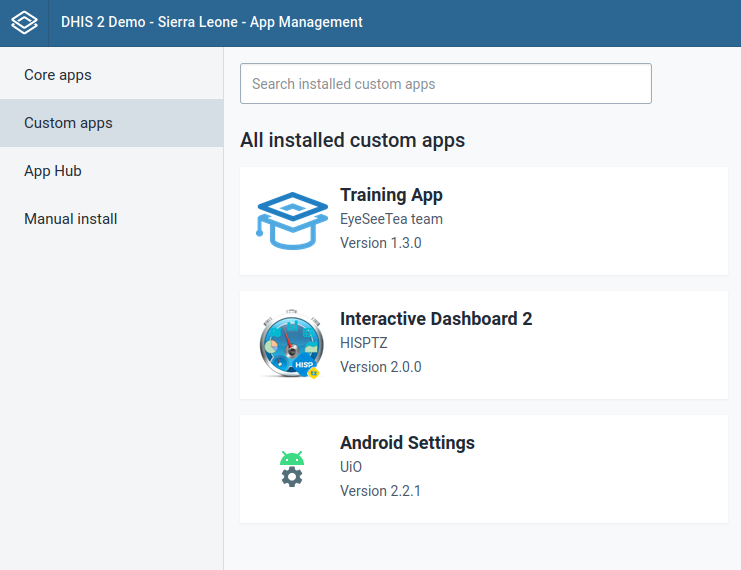 DHIS 2 Demo - Sierra Leone - App Management
Core apps
Custom apps
App Hub
Manual install
Search installed custom apps
All installed custom apps
Training App
EyeSeeTea team
Version 1.3.0
Interactive Dashboard 2
HISPTZ
Version 2.0.0
HISP
Android Settings
UiO
Version 2.2.1